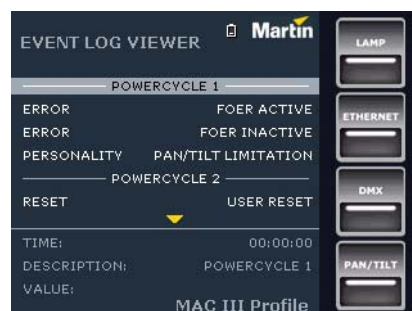 EVENT LOG VIEWER
Martin
POWERCYCLE 1
ERROR FOER ACTIVE
ERROR FOER INACTIVE
PERSONALITY PAN/TILT LIMITATION
POWERCYCLE 2
RESET USER RESET
TIME: 00:00:00
DESCRIPTION: POWERCYCLE 1
VALUE:
MAC III Profile
LAMP
ETHERNET
DMX
PAN/TILT